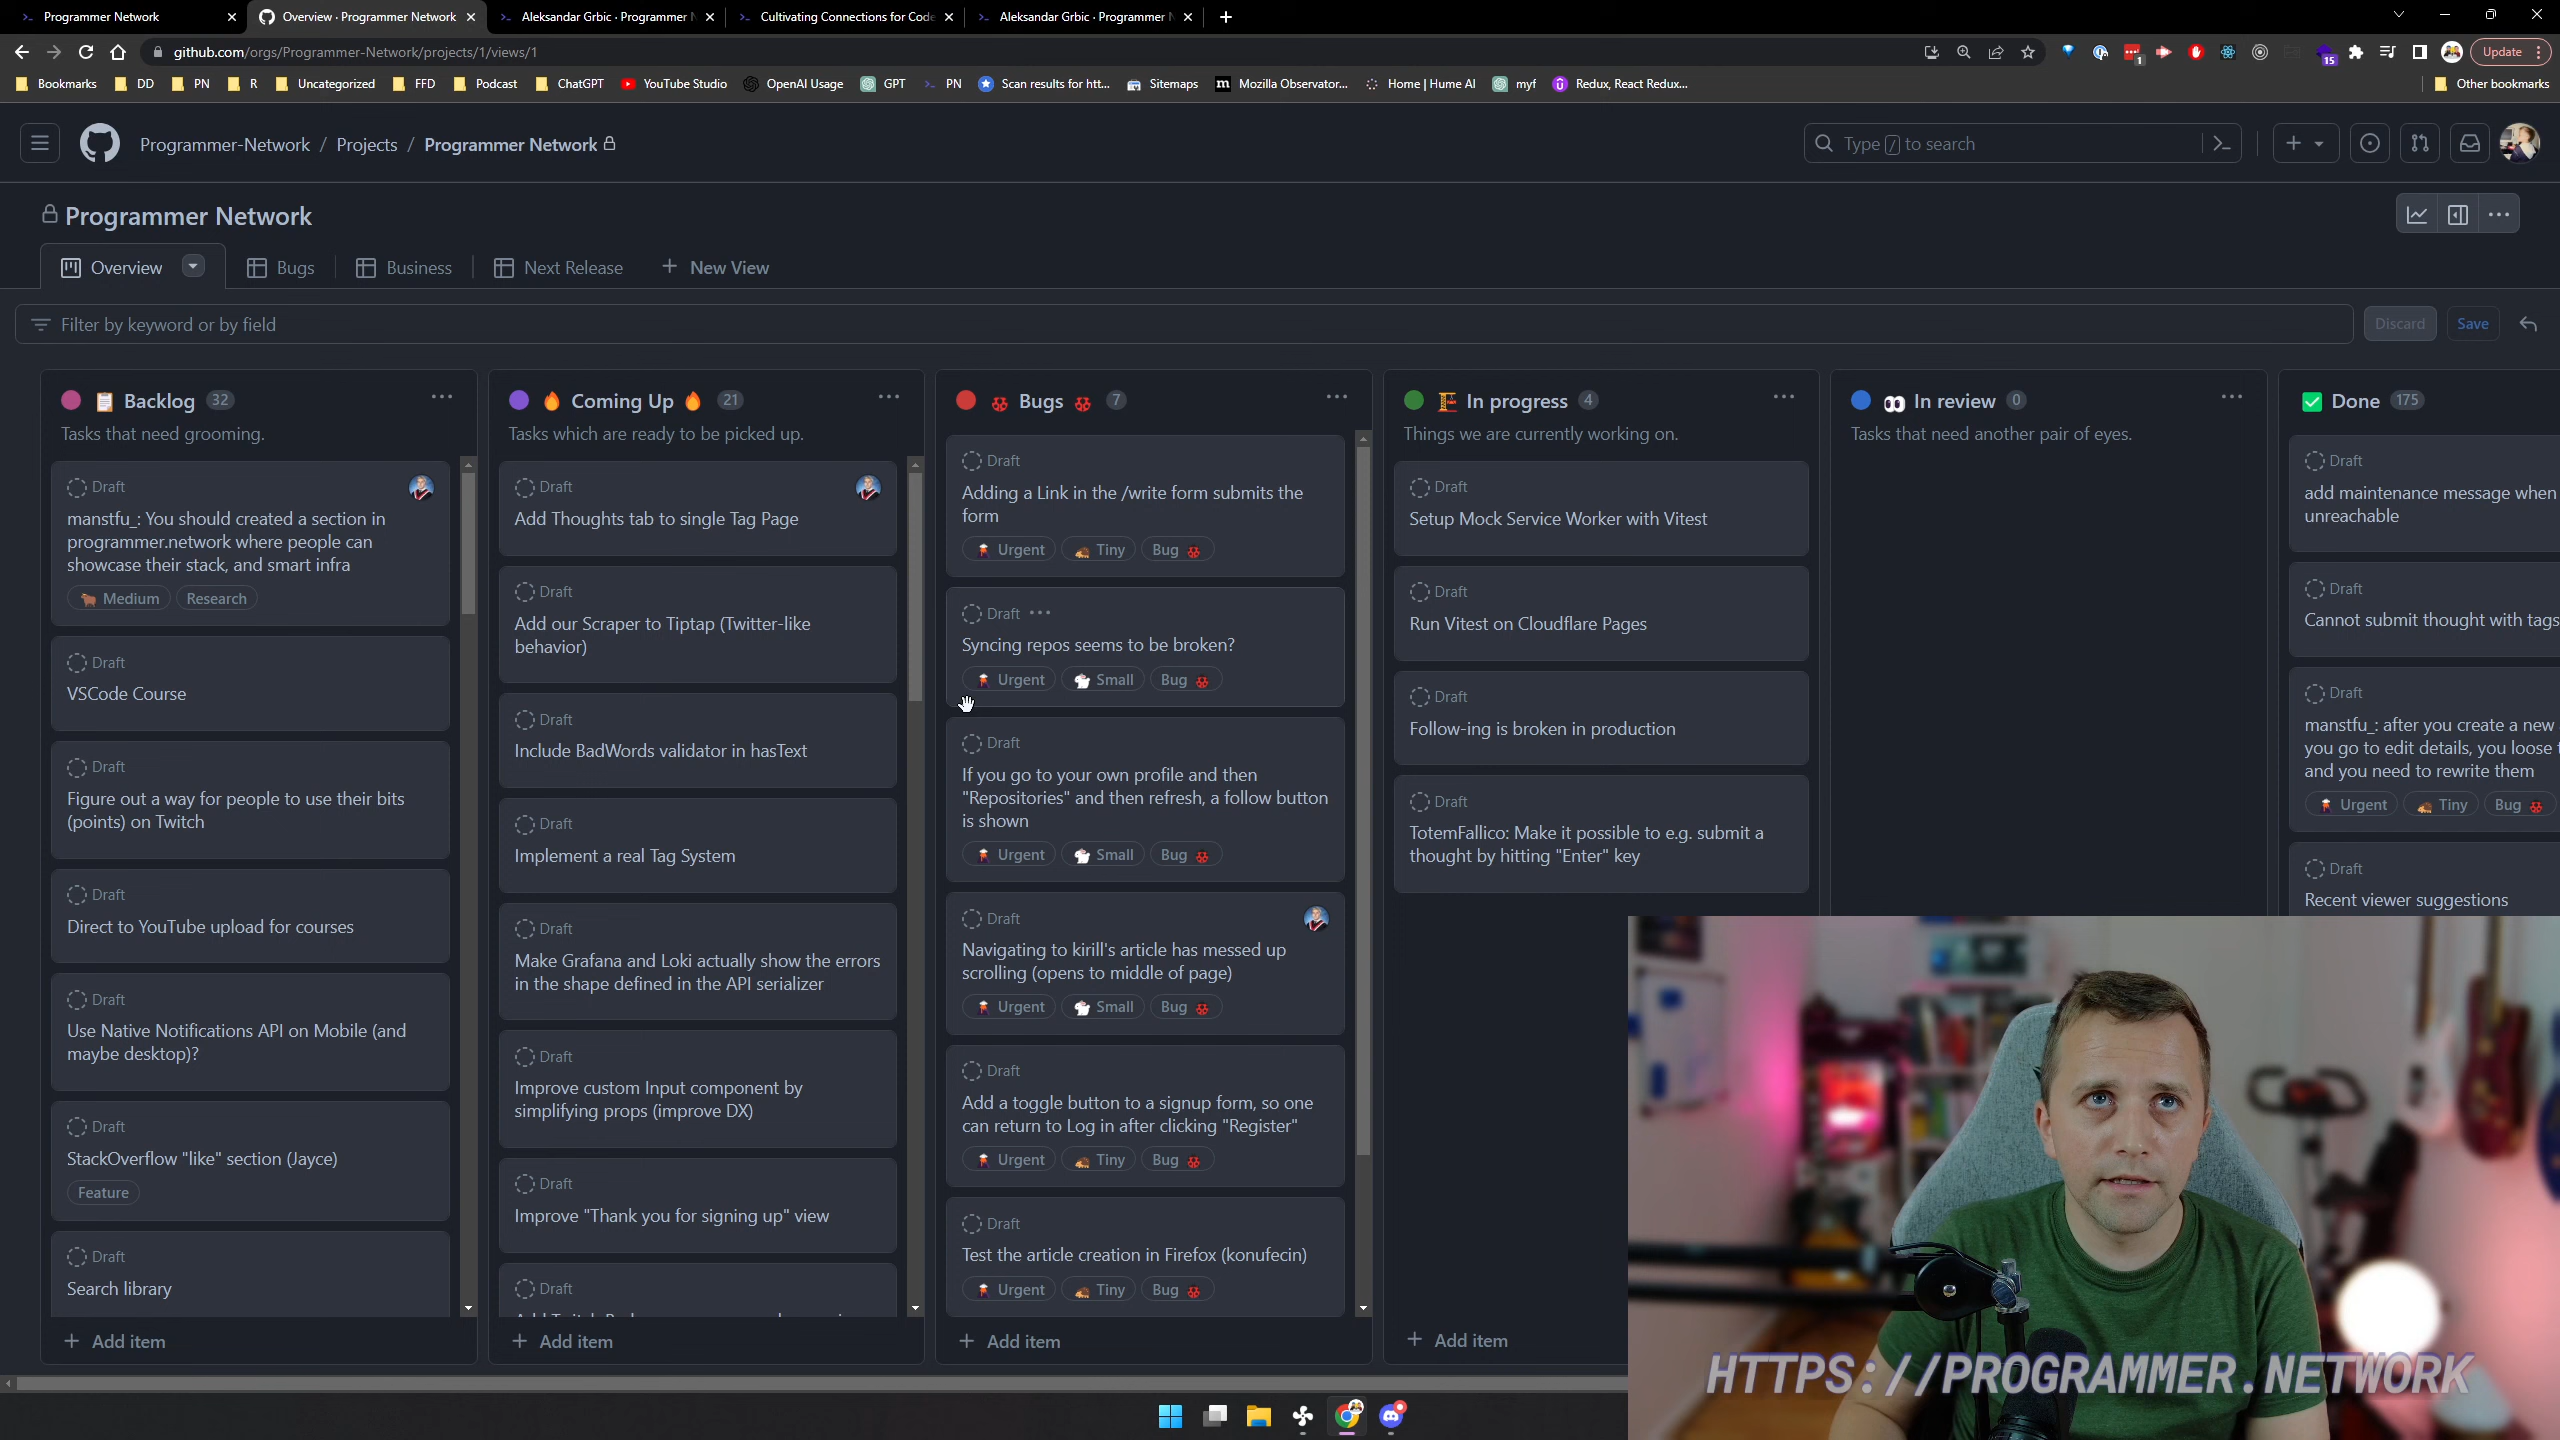 Programmer Network
Overview · Programmer Network
Aleksandar Grbic · Programmer N
Cultivating Connections for Code
Aleksandar Grbic · Programmer N
github.com/orgs/Programmer-Network/projects/1/views/1
1
15
Update
Bookmarks
DD
PN
R
Uncategorized
FFD
Podcast
ChatGPT
YouTube Studio
OpenAI Usage
GPT
PN
Scan results for htt...
Sitemaps
Mozilla Observator...
Home | Hume AI
myf
Redux, React Redux...
Other bookmarks
Programmer-Network / Projects / Programmer Network
Type / to search
Programmer Network
Overview
Bugs
Business
Next Release
New View
Filter by keyword or by field
Discard
Save
Backlog 32
Tasks that need grooming.
Draft
manstfu_: You should created a section in
programmer.network where people can
showcase their stack, and smart infra
Medium Research
Draft
VSCode Course
Draft
Figure out a way for people to use their bits
(points) on Twitch
Draft
Direct to YouTube upload for courses
Draft
Use Native Notifications API on Mobile (and
maybe desktop)?
Draft
StackOverflow "like" section (Jayce)
Feature
Draft
Search library
Add item
Coming Up 21
Tasks which are ready to be picked up.
Draft
Add Thoughts tab to single Tag Page
Draft
Add our Scraper to Tiptap (Twitter-like
behavior)
Draft
Include BadWords validator in hasText
Draft
Implement a real Tag System
Draft
Make Grafana and Loki actually show the errors
in the shape defined in the API serializer
Draft
Improve custom Input component by
simplifying props (improve DX)
Draft
Improve "Thank you for signing up" view
Draft
Add item
Bugs 7
Draft
Adding a Link in the /write form submits the
form
Urgent Tiny Bug
Draft
Syncing repos seems to be broken?
Urgent Small Bug
Draft
If you go to your own profile and then
"Repositories" and then refresh, a follow button
is shown
Urgent Small Bug
Draft
Navigating to kirill's article has messed up
scrolling (opens to middle of page)
Urgent Small Bug
Draft
Add a toggle button to a signup form, so one
can return to Log in after clicking "Register"
Urgent Tiny Bug
Draft
Test the article creation in Firefox (konufecin)
Urgent Tiny Bug
Add item
In progress 4
Things we are currently working on.
Draft
Setup Mock Service Worker with Vitest
Draft
Run Vitest on Cloudflare Pages
Draft
Follow-ing is broken in production
Draft
TotemFallico: Make it possible to e.g. submit a
thought by hitting "Enter" key
Add item
In review 0
Tasks that need another pair of eyes.
Done 175
Draft
add maintenance message when
unreachable
Draft
Cannot submit thought with tags
Draft
manstfu_: after you create a new
you go to edit details, you loose
and you need to rewrite them
Urgent Tiny Bug
Draft
Recent viewer suggestions
HTTPS://PROGRAMMER.NETWORK